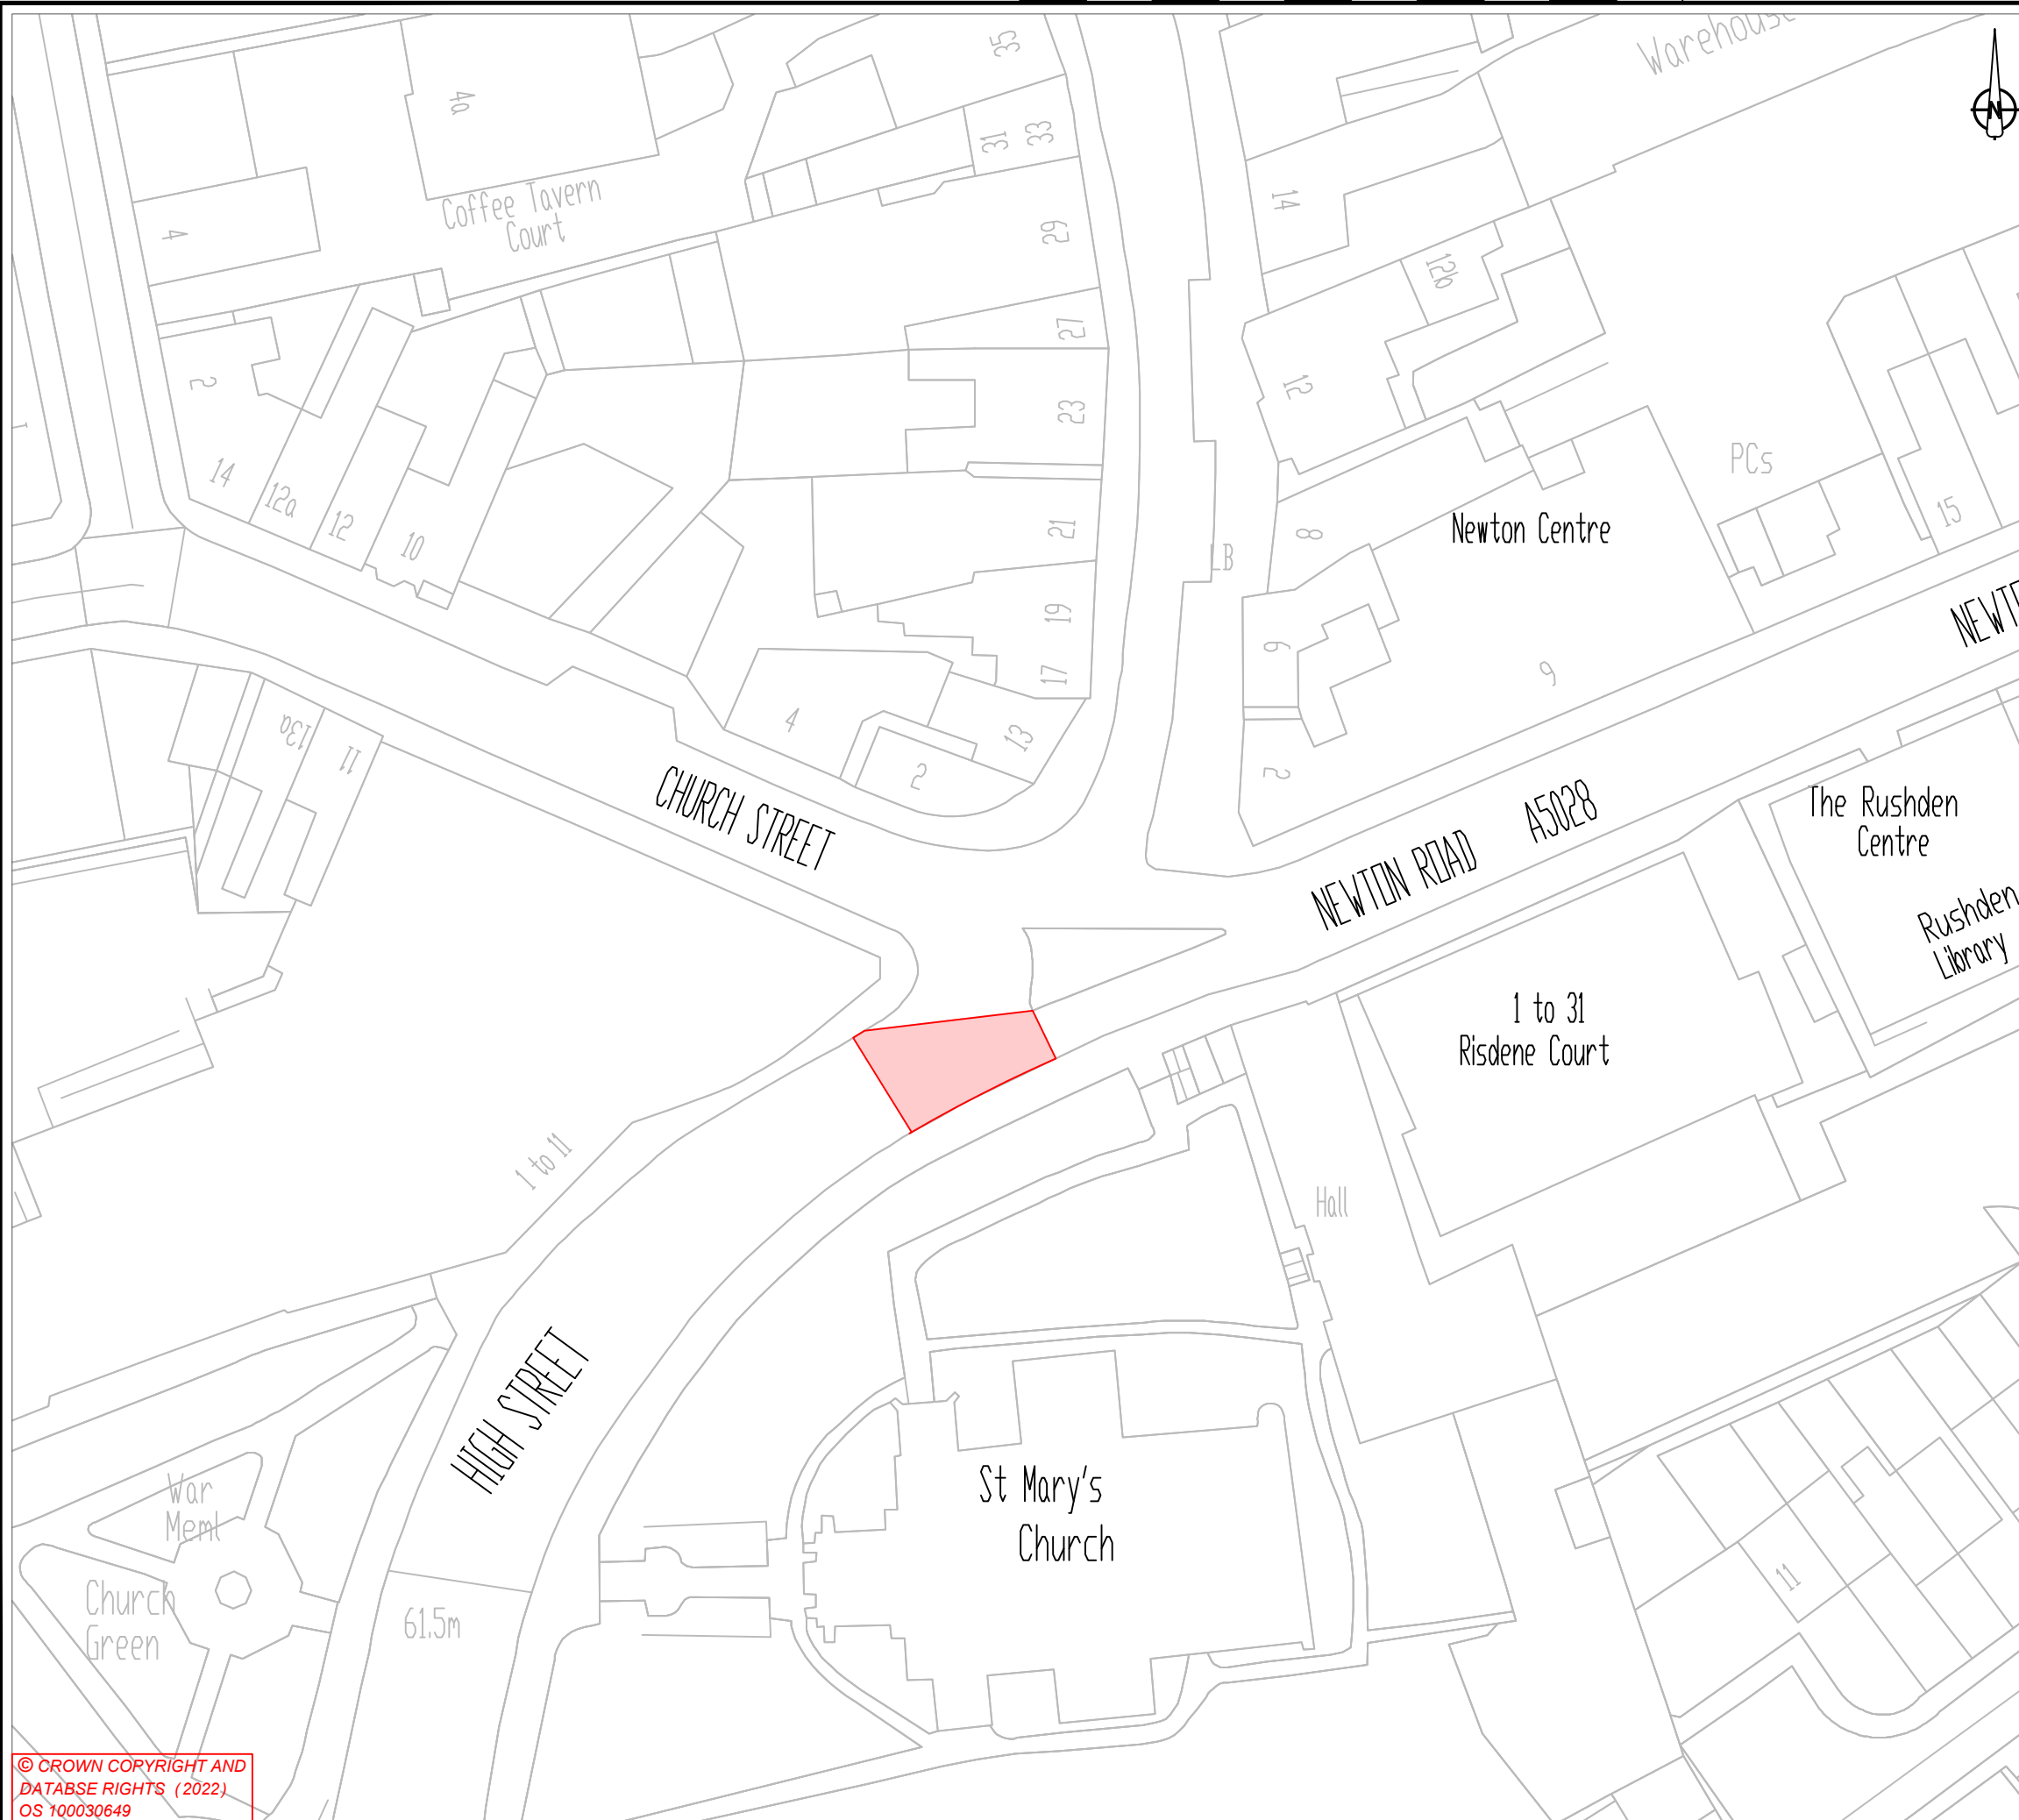 Warehous
N
35
4a
31
33
Coffee Tavern
Court
4
29
14
12b
27
2
12
23
14
12a
12
10
21
8
LB
PCs
Newton Centre
15
19
17
6
9
NEWT
13a
11
4
13
2
2
CHURCH STREET
A5028
NEWTON ROAD
The Rushden
Centre
Rushden
Library
1 to 31
Risdene Court
1 to 11
Hall
HIGH STREET
War
Meml
St Mary's
Church
Church
Green
61.5m
11
© CROWN COPYRIGHT AND
DATABSE RIGHTS (2022)
OS 100030649